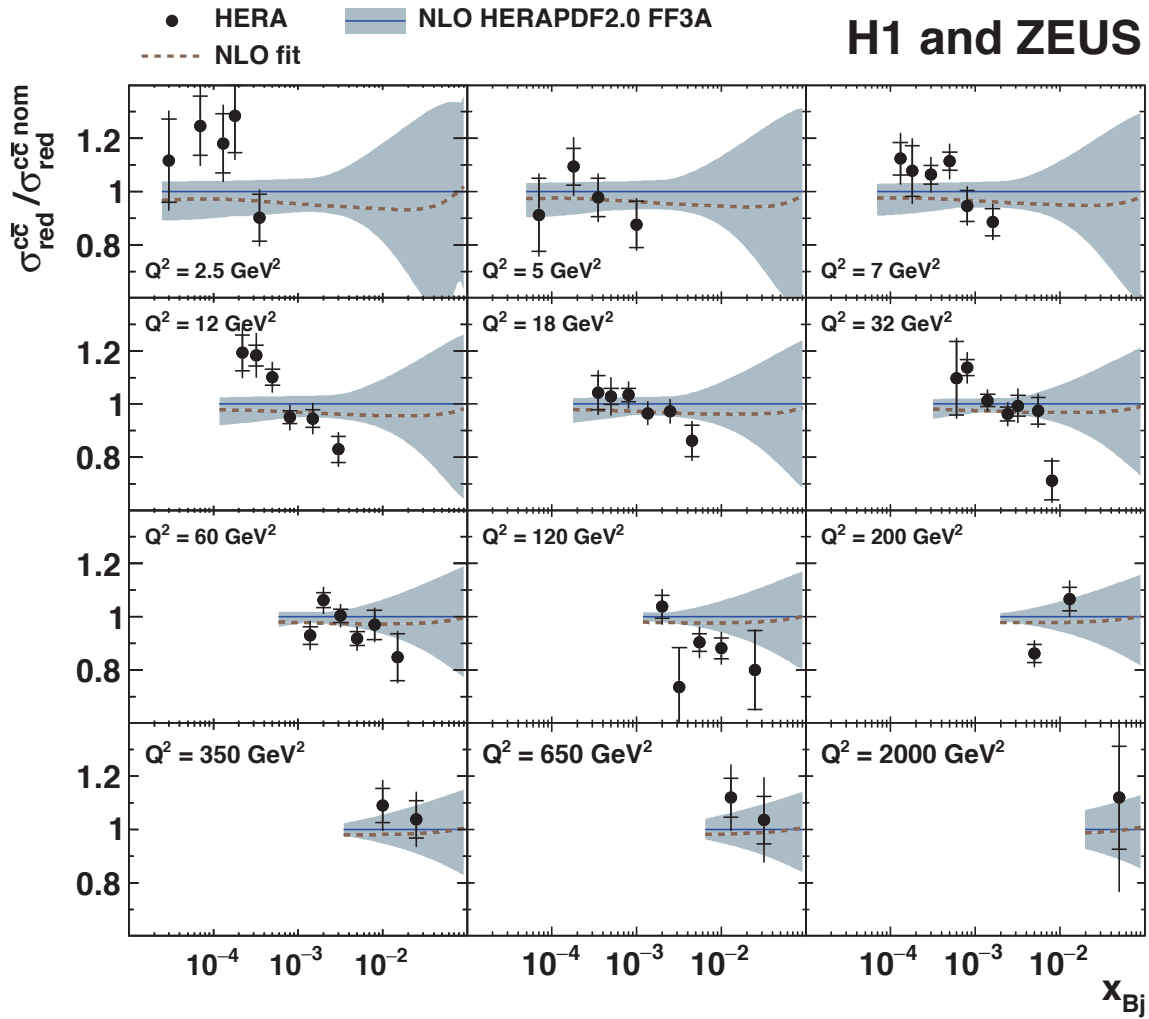 HERA
NLO HERAPDF2.0 FF3A
NLO fit
H1 and ZEUS
σ_red^{cc̄} / σ_red^{cc̄ nom}
1.2
1
0.8
Q² = 2.5 GeV²
Q² = 5 GeV²
Q² = 7 GeV²
1.2
1
0.8
Q² = 12 GeV²
Q² = 18 GeV²
Q² = 32 GeV²
1.2
1
0.8
Q² = 60 GeV²
Q² = 120 GeV²
Q² = 200 GeV²
1.2
1
0.8
Q² = 350 GeV²
Q² = 650 GeV²
Q² = 2000 GeV²
10⁻⁴ 10⁻³ 10⁻² 10⁻⁴ 10⁻³ 10⁻² 10⁻⁴ 10⁻³ 10⁻²
x_Bj